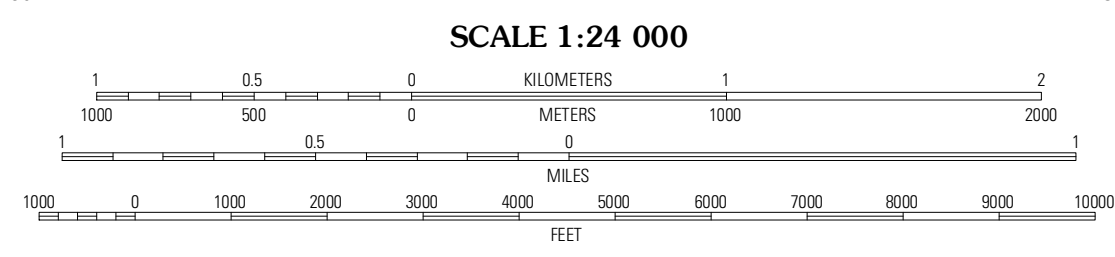 SCALE 1:24 000
1 0.5 0 KILOMETERS 1 2
1000 500 0 METERS 1000 2000
1 0.5 0 1
MILES
1000 0 1000 2000 3000 4000 5000 6000 7000 8000 9000 10000
FEET